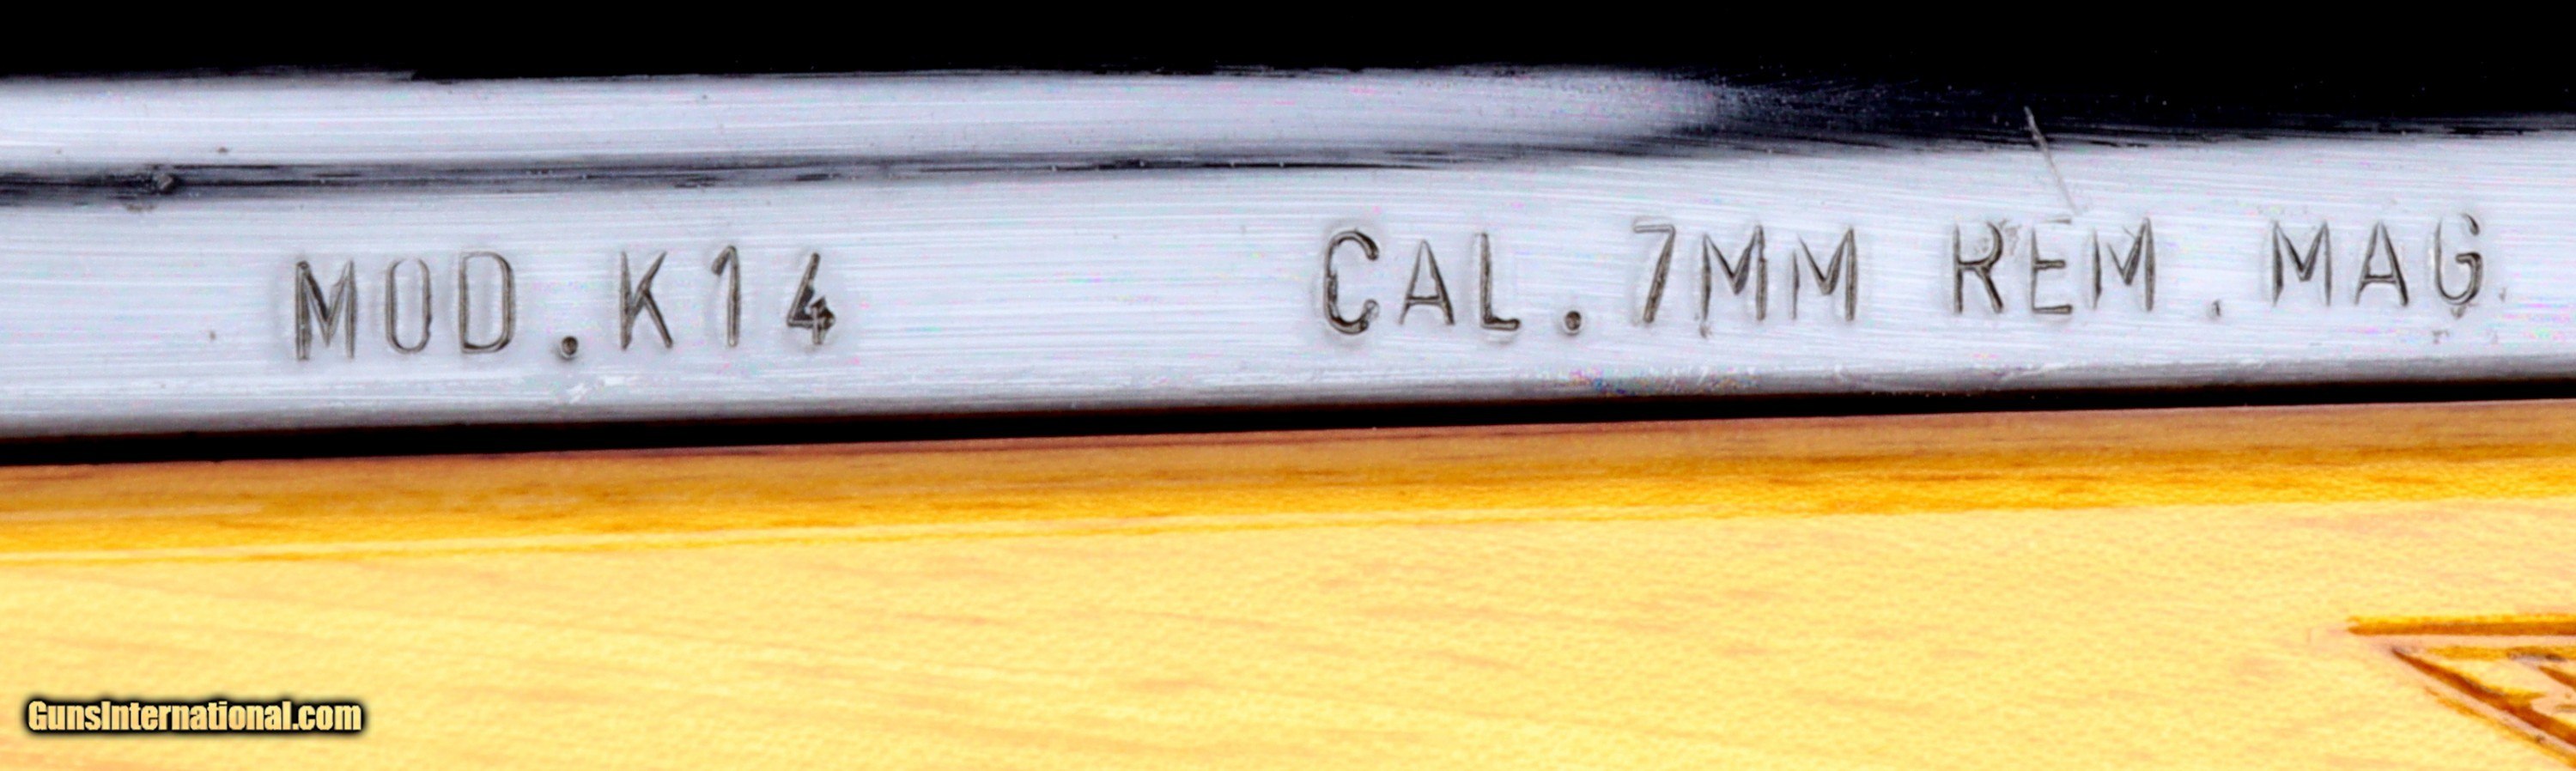 MOD.K14 CAL.7MM REM.MAG
GunsInternational.com